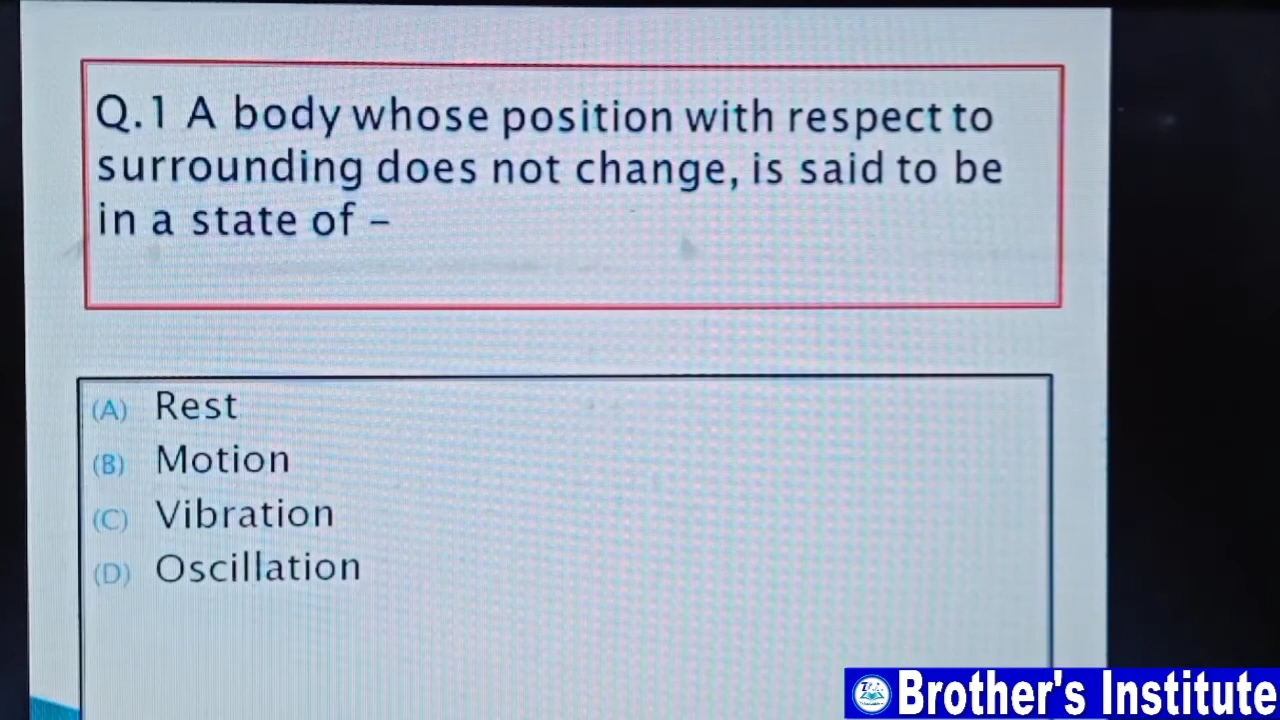 Q.1 A body whose position with respect to
surrounding does not change, is said to be
in a state of –
(A) Rest
(B) Motion
(C) Vibration
(D) Oscillation
Brother's Institute